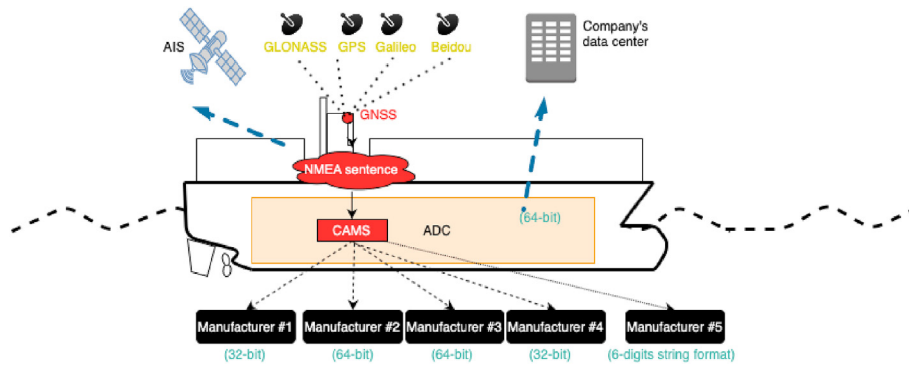 AIS
GLONASS GPS Galileo Beidou
Company's
data center
GNSS
NMEA sentence
(64-bit)
CAMS
ADC
Manufacturer #1 Manufacturer #2 Manufacturer #3 Manufacturer #4 Manufacturer #5
(32-bit) (64-bit) (64-bit) (32-bit) (6-digits string format)